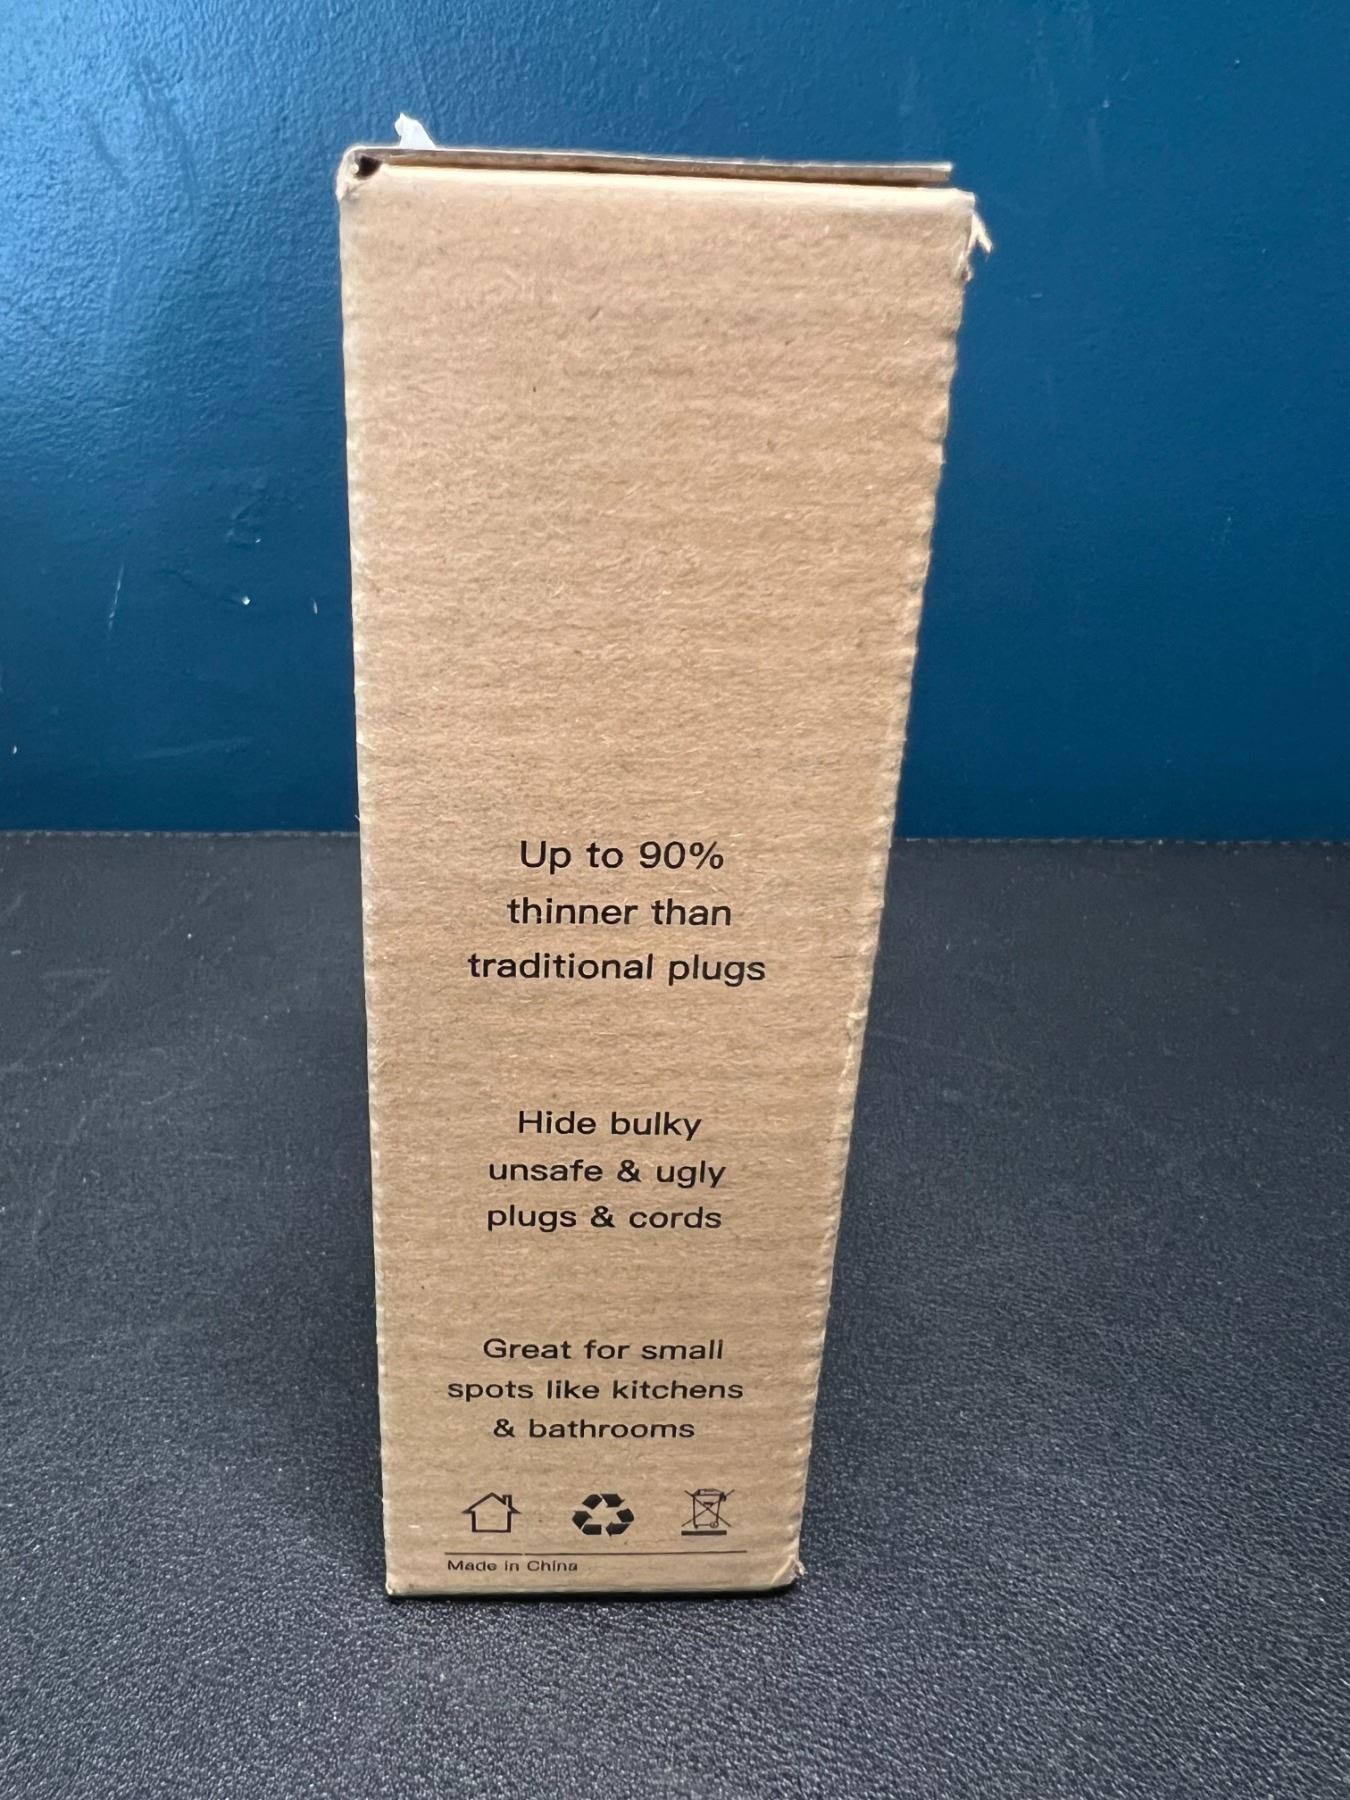 Up to 90%
thinner than
traditional plugs
Hide bulky
unsafe & ugly
plugs & cords
Great for small
spots like kitchens
& bathrooms
Made in China